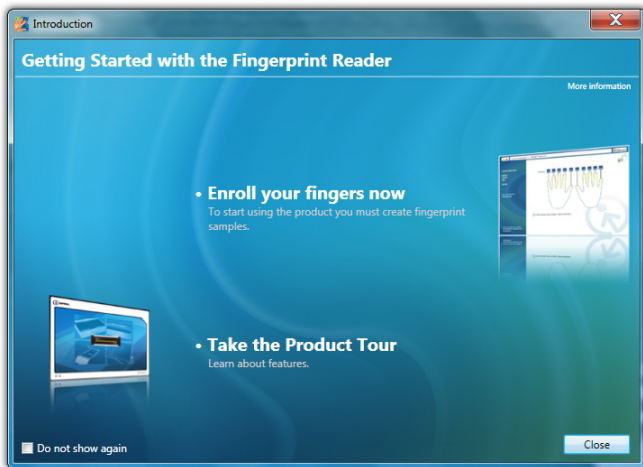 Introduction
Getting Started with the Fingerprint Reader
More information
• Enroll your fingers now
To start using the product you must create fingerprint
samples.
• Take the Product Tour
Learn about features.
Do not show again
Close